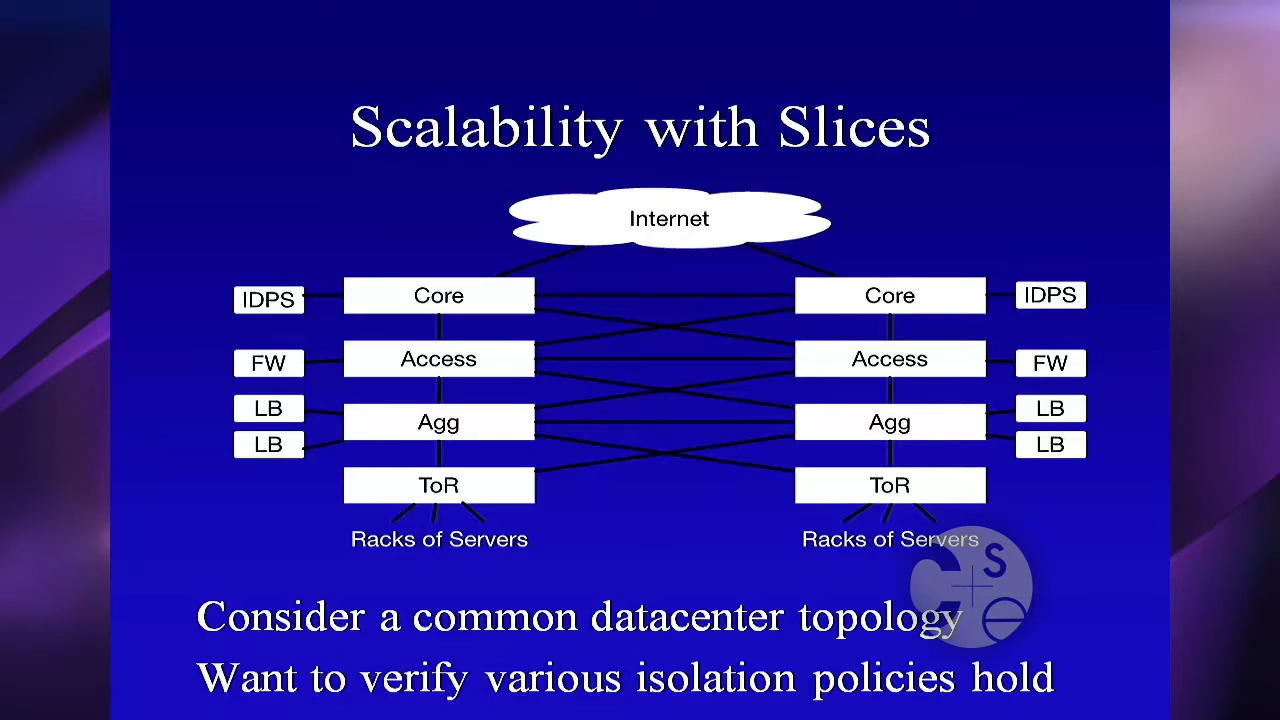 Scalability with Slices
Internet
IDPS Core Core IDPS
FW Access Access FW
LB Agg Agg LB
LB LB
ToR ToR
Racks of Servers Racks of Servers
C S e
Consider a common datacenter topology
Want to verify various isolation policies hold